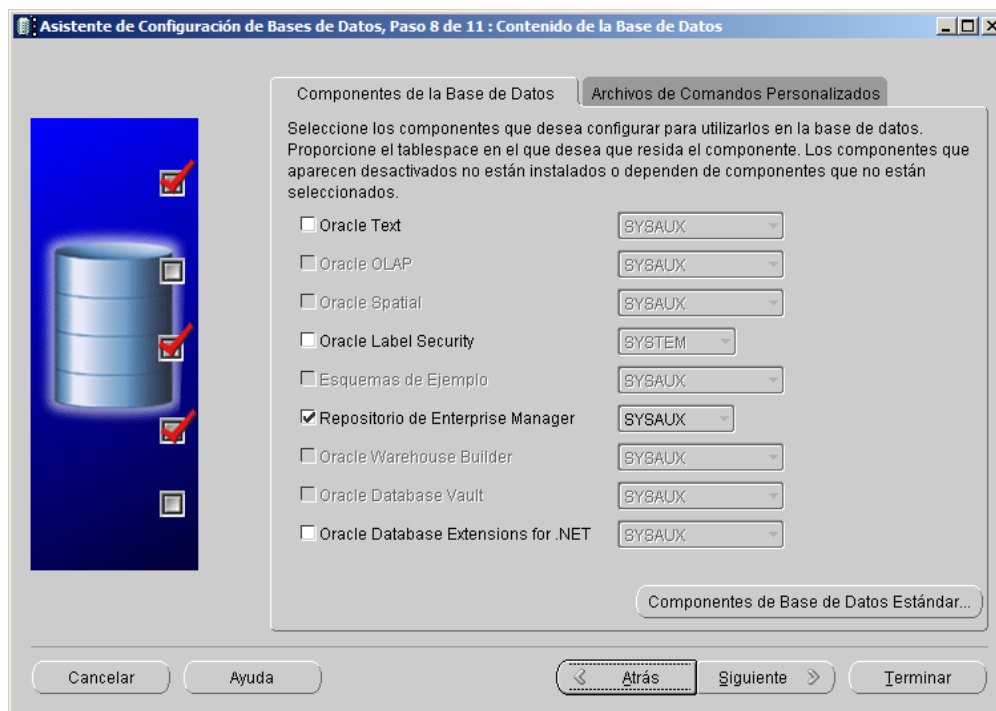 Asistente de Configuración de Bases de Datos, Paso 8 de 11 : Contenido de la Base de Datos
Componentes de la Base de Datos
Archivos de Comandos Personalizados
Seleccione los componentes que desea configurar para utilizarlos en la base de datos.
Proporcione el tablespace en el que desea que resida el componente. Los componentes que
aparecen desactivados no están instalados o dependen de componentes que no están
seleccionados.
Oracle Text SYSAUX
Oracle OLAP SYSAUX
Oracle Spatial SYSAUX
Oracle Label Security SYSTEM
Esquemas de Ejemplo SYSAUX
Repositorio de Enterprise Manager SYSAUX
Oracle Warehouse Builder SYSAUX
Oracle Database Vault SYSAUX
Oracle Database Extensions for .NET SYSAUX
Componentes de Base de Datos Estándar...
Cancelar Ayuda Atrás Siguiente Terminar